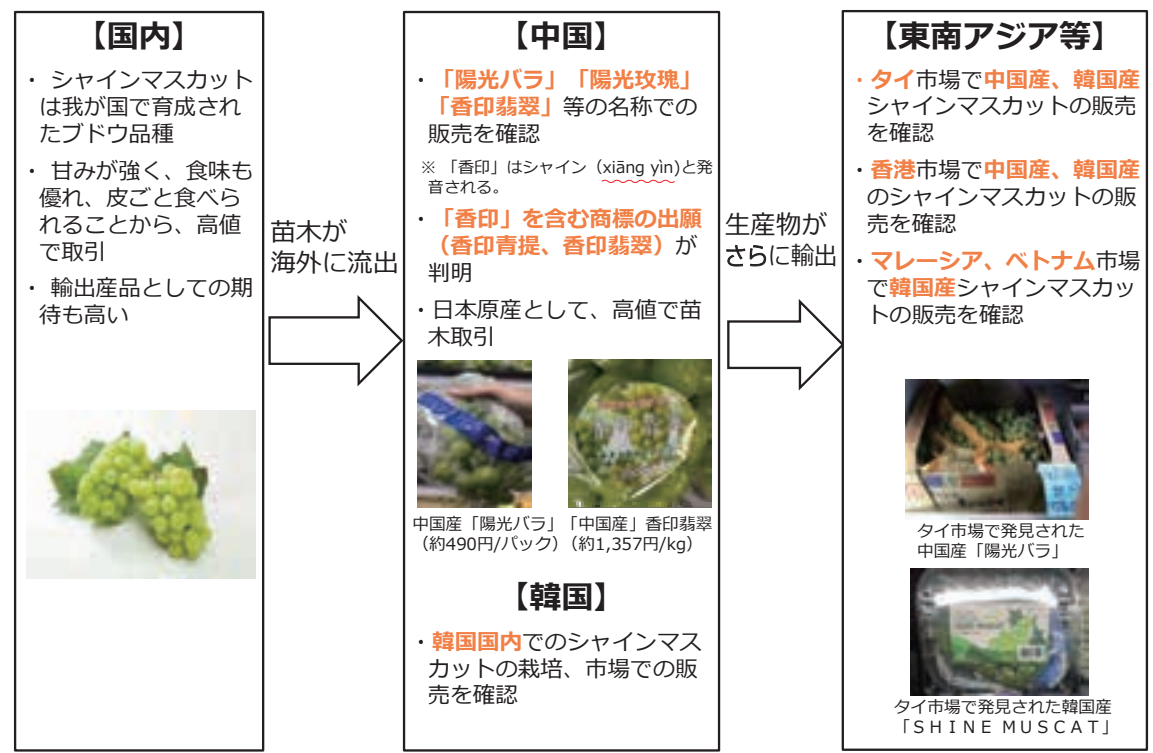 【国内】
・ シャインマスカット
は我が国で育成され
たブドウ品種
・ 甘みが強く、食味も
優れ、皮ごと食べら
れることから、高値
で取引
・ 輸出産品としての期
待も高い
苗木が
海外に流出
【中国】
・「陽光バラ」「陽光玫瑰」
「香印翡翠」等の名称での
販売を確認
※ 「香印」はシャイン（xiāng yìn)と発
音される。
・「香印」を含む商標の出願
（香印青提、香印翡翠）が
判明
・日本原産として、高値で苗
木取引
中国産「陽光バラ」
（約490円/パック）
「中国産」香印翡翠
（約1,357円/kg）
【韓国】
・韓国国内でのシャインマス
カットの栽培、市場での販
売を確認
生産物が
さらに輸出
【東南アジア等】
・タイ市場で中国産、韓国産
シャインマスカットの販売
を確認
・香港市場で中国産、韓国産
のシャインマスカットの販
売を確認
・マレーシア、ベトナム市場
で韓国産シャインマスカッ
トの販売を確認
タイ市場で発見された
中国産「陽光バラ」
タイ市場で発見された韓国産
「ＳＨＩＮＥ ＭＵＳＣＡＴ」